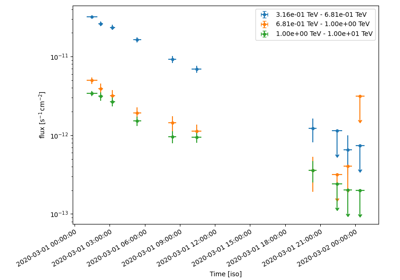 3.16e-01 TeV - 6.81e-01 TeV
6.81e-01 TeV - 1.00e+00 TeV
1.00e+00 TeV - 1.00e+01 TeV
10⁻¹¹
10⁻¹²
10⁻¹³
flux [s⁻¹cm⁻²]
2020-03-01 00:00:00
2020-03-01 03:00:00
2020-03-01 06:00:00
2020-03-01 09:00:00
2020-03-01 12:00:00
2020-03-01 15:00:00
2020-03-01 18:00:00
2020-03-01 21:00:00
2020-03-02 00:00:00
Time [iso]